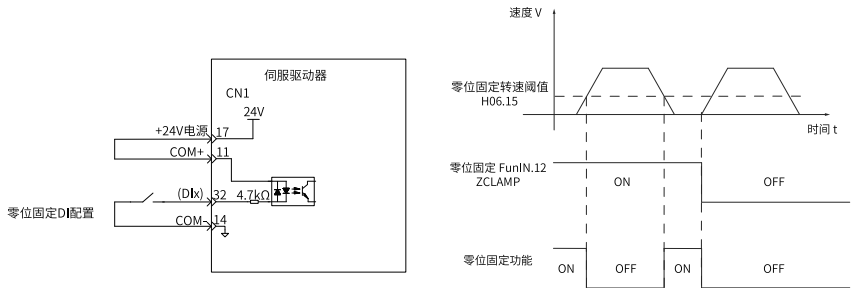 伺服驱动器
CN1
24V
+24V电源
17
COM+
11
(DIx)
32
4.7kΩ
零位固定DI配置
COM-
14
速度 V
零位固定转速阈值
H06.15
时间 t
零位固定 FunIN.12
ZCLAMP
ON
OFF
零位固定功能
ON
OFF
ON
OFF